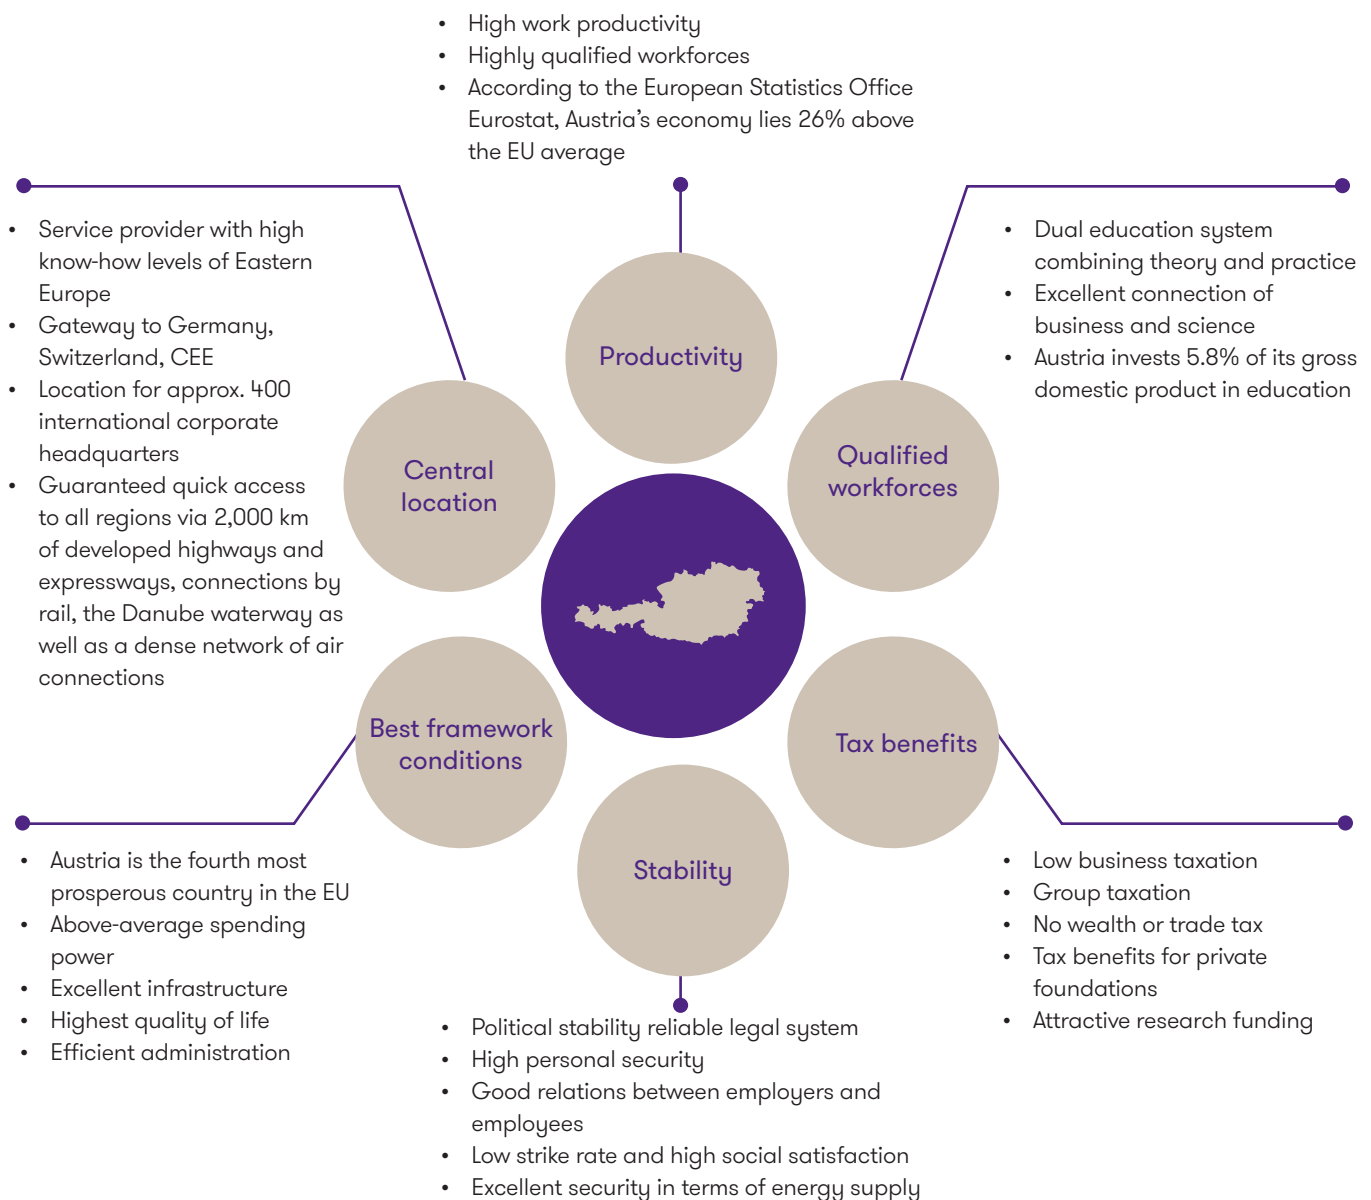 • High work productivity
• Highly qualified workforces
• According to the European Statistics Office
Eurostat, Austria's economy lies 26% above
the EU average
• Service provider with high
know-how levels of Eastern
Europe
• Gateway to Germany,
Switzerland, CEE
• Location for approx. 400
international corporate
headquarters
• Guaranteed quick access
to all regions via 2,000 km
of developed highways and
expressways, connections by
rail, the Danube waterway as
well as a dense network of air
connections
• Dual education system
combining theory and practice
• Excellent connection of
business and science
• Austria invests 5.8% of its gross
domestic product in education
Productivity
Central
location
Qualified
workforces
Best framework
conditions
Tax benefits
Stability
• Austria is the fourth most
prosperous country in the EU
• Above-average spending
power
• Excellent infrastructure
• Highest quality of life
• Efficient administration
• Political stability reliable legal system
• High personal security
• Good relations between employers and
employees
• Low strike rate and high social satisfaction
• Excellent security in terms of energy supply
• Low business taxation
• Group taxation
• No wealth or trade tax
• Tax benefits for private
foundations
• Attractive research funding